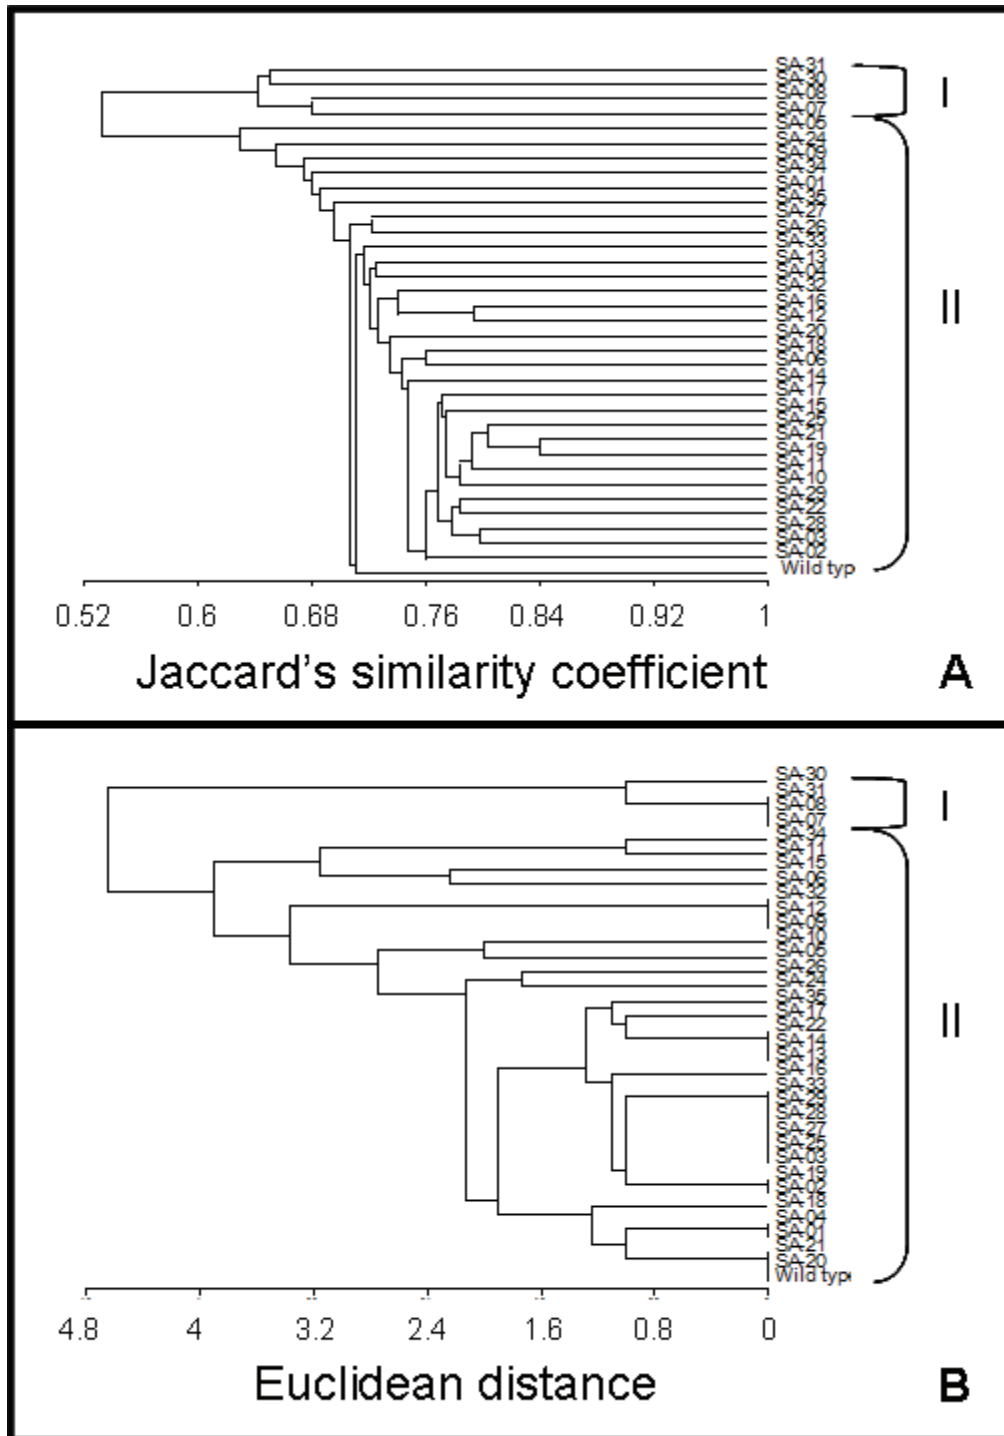 SA-31
SA-30
SA-08
SA-07
SA-05
SA-24
SA-09
SA-34
SA-01
SA-35
SA-27
SA-26
SA-33
SA-13
SA-04
SA-32
SA-16
SA-12
SA-20
SA-18
SA-06
SA-14
SA-17
SA-15
SA-25
SA-21
SA-19
SA-11
SA-10
SA-29
SA-22
SA-28
SA-03
SA-02
Wild typ
I
II
0.52 0.6 0.68 0.76 0.84 0.92 1
Jaccard's similarity coefficient
A
SA-30
SA-31
SA-08
SA-07
SA-34
SA-11
SA-15
SA-06
SA-32
SA-12
SA-09
SA-10
SA-05
SA-26
SA-24
SA-35
SA-17
SA-22
SA-14
SA-13
SA-16
SA-33
SA-29
SA-28
SA-27
SA-25
SA-03
SA-19
SA-02
SA-18
SA-04
SA-01
SA-21
SA-20
Wild type
I
II
4.8 4 3.2 2.4 1.6 0.8 0
Euclidean distance
B